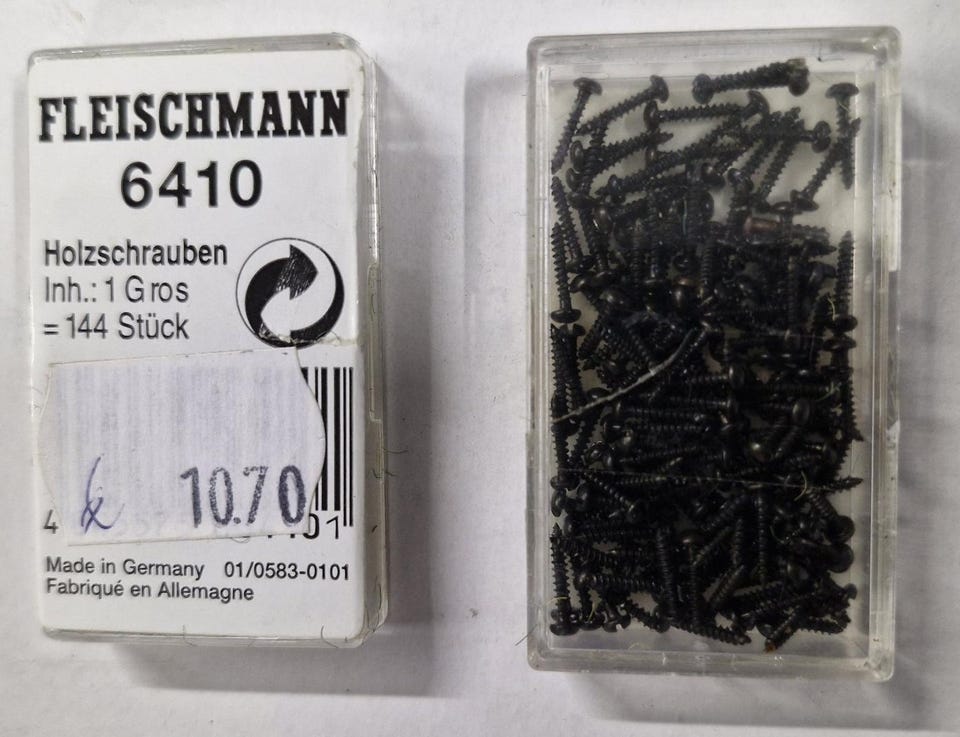 FLEISCHMANN
6410
Holzschrauben
Inh.: 1 Gros
= 144 Stück
10.70
4
Made in Germany 01/0583-0101
Fabriqué en Allemagne